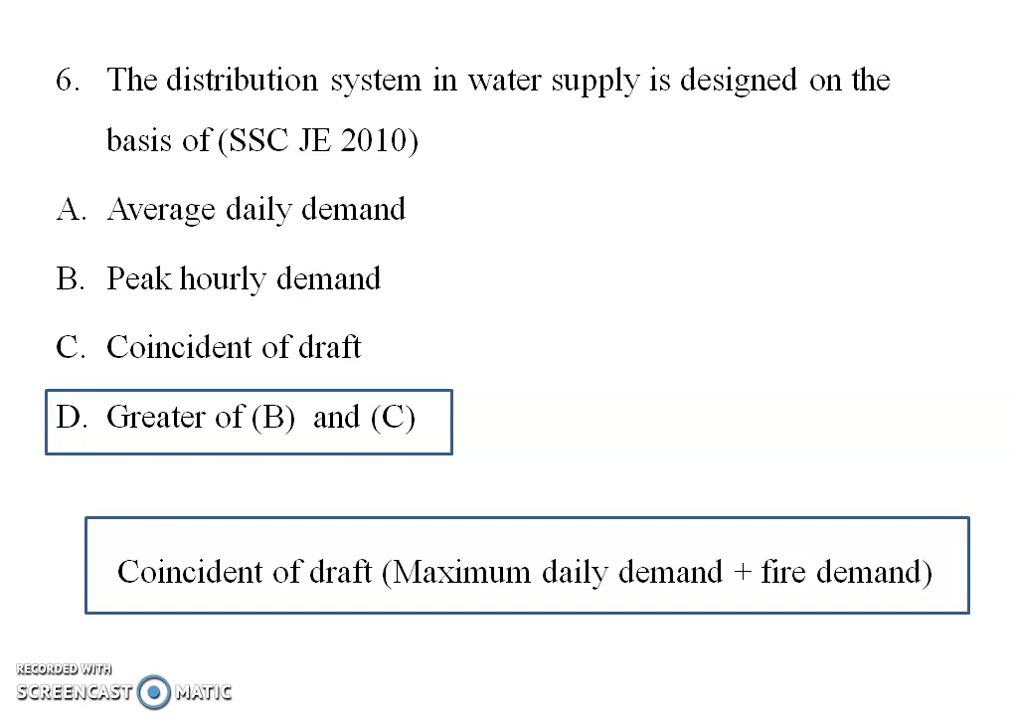 6. The distribution system in water supply is designed on the
basis of (SSC JE 2010)
A. Average daily demand
B. Peak hourly demand
C. Coincident of draft
D. Greater of (B) and (C)
Coincident of draft (Maximum daily demand + fire demand)
RECORDED WITH
SCREENCAST MATIC